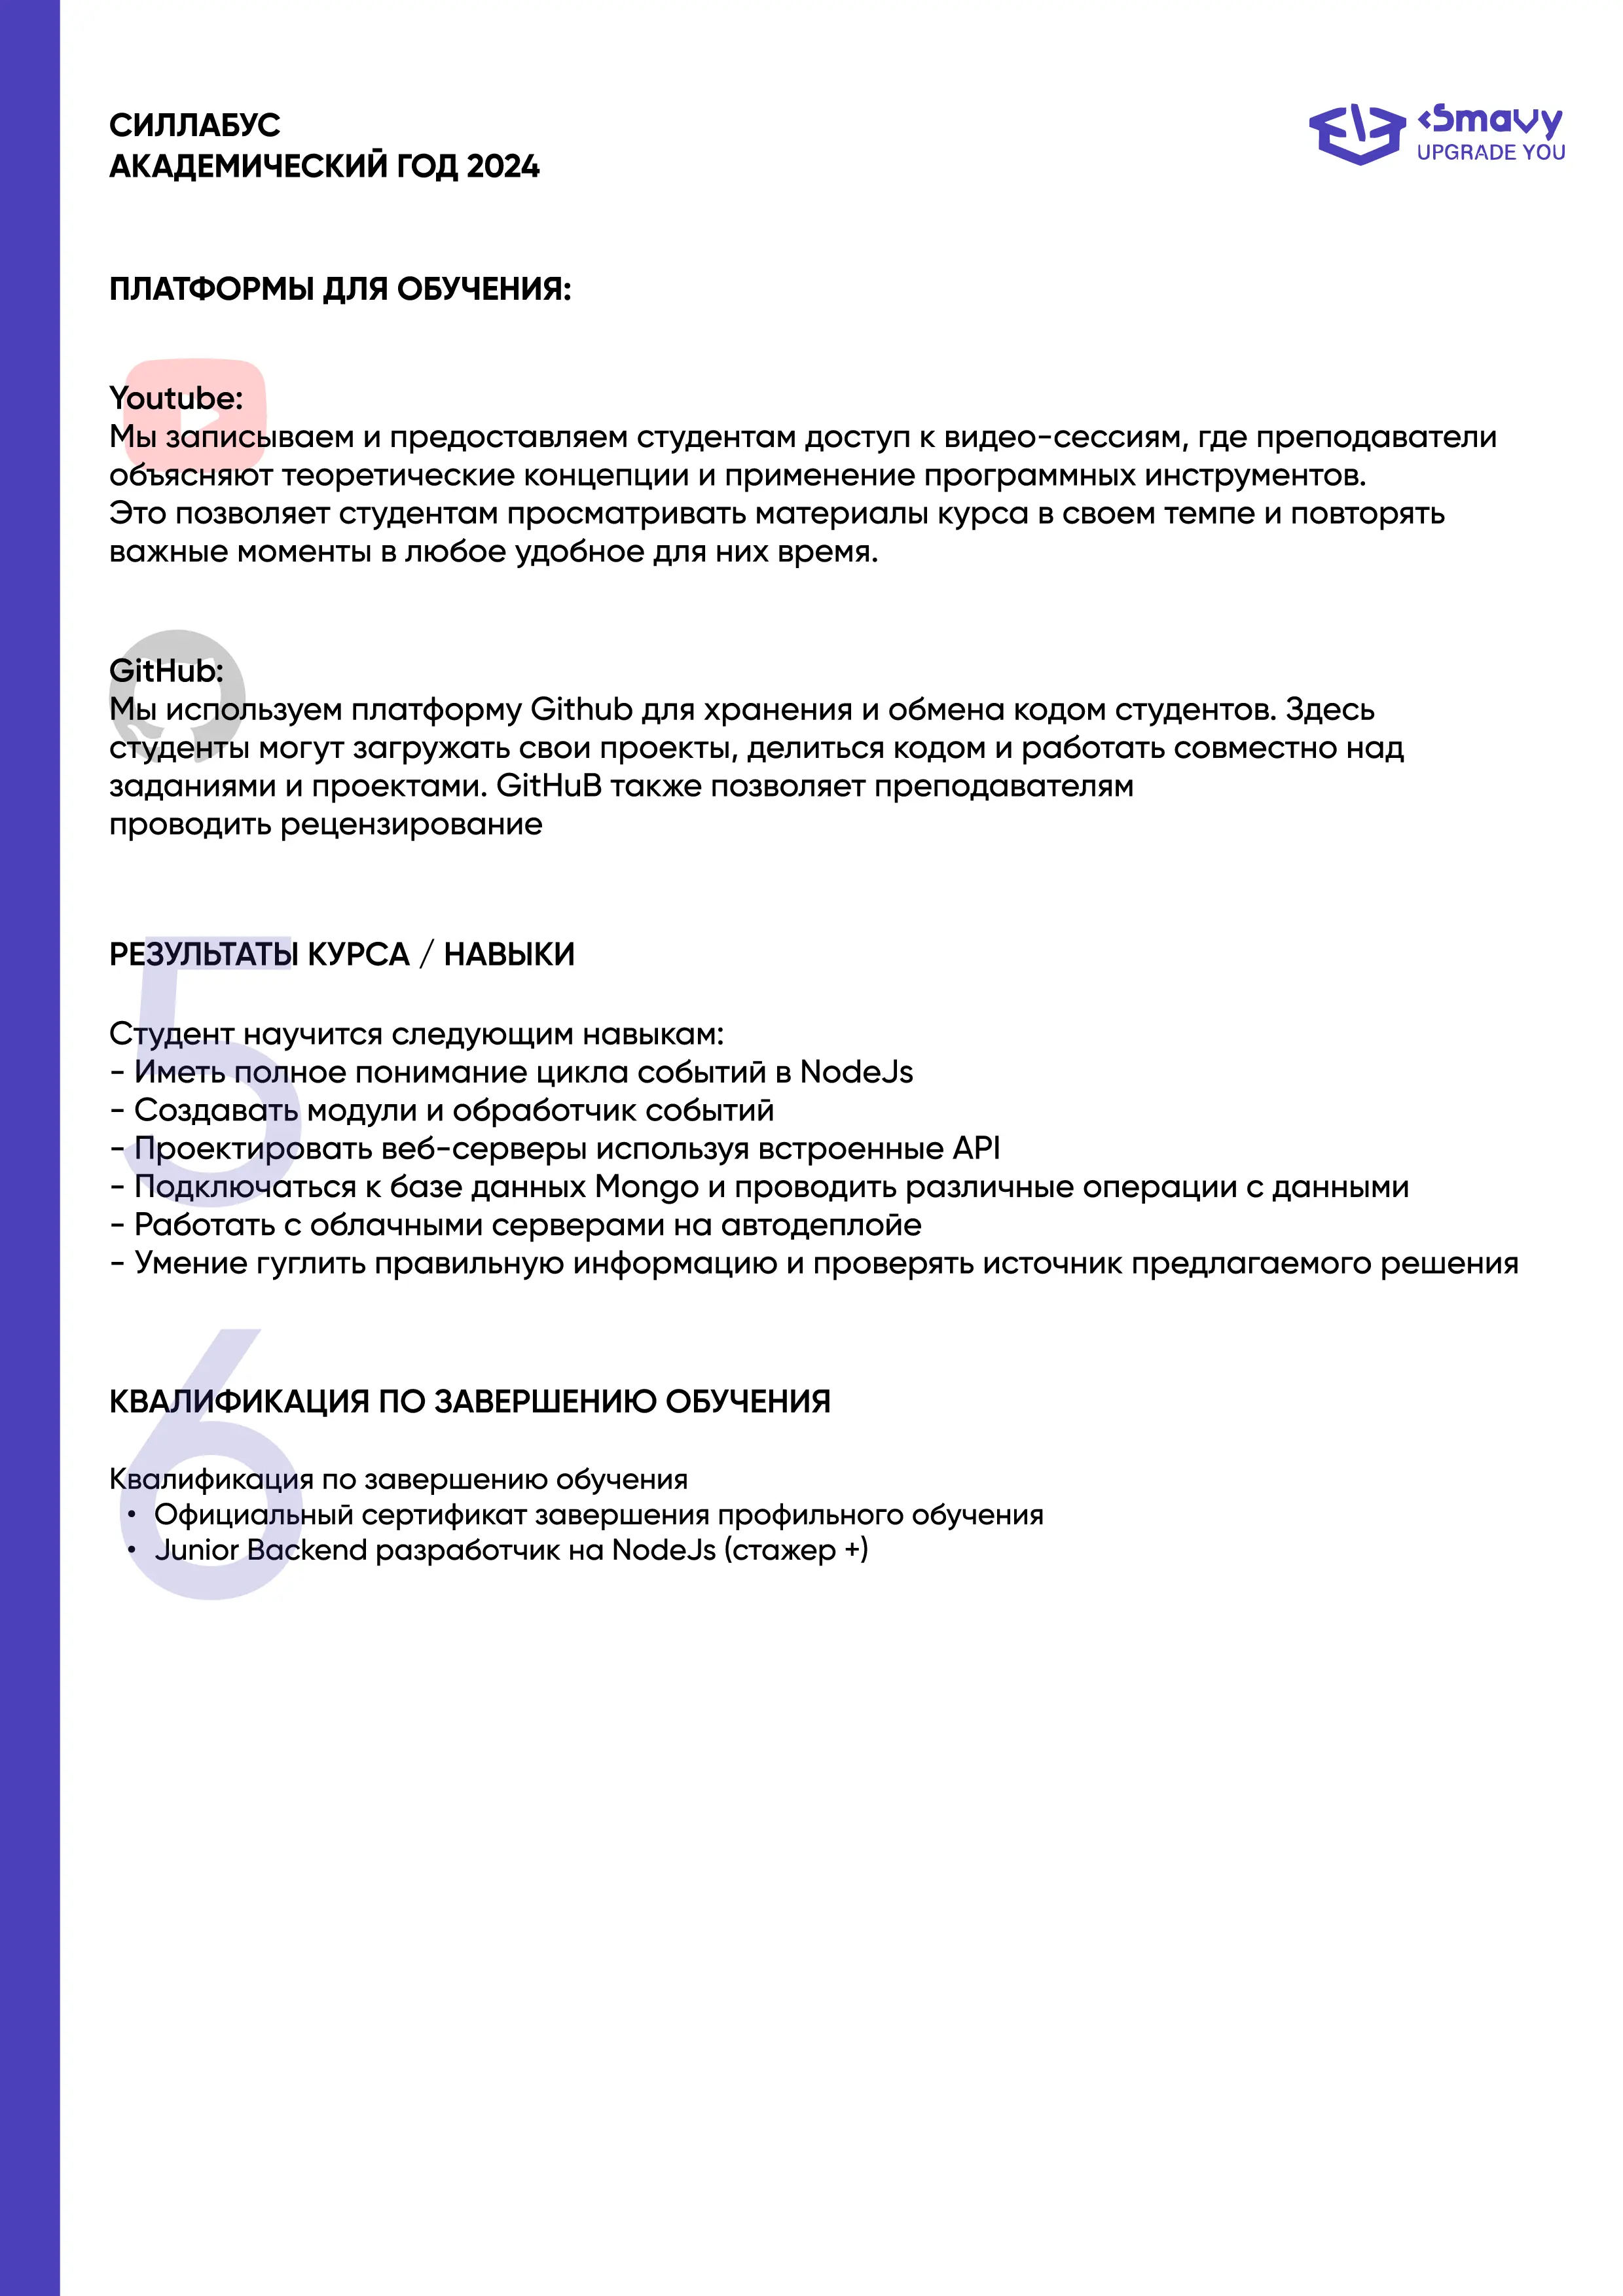 СИЛЛАБУС
АКАДЕМИЧЕСКИЙ ГОД 2024
<Smavy
UPGRADE YOU
ПЛАТФОРМЫ ДЛЯ ОБУЧЕНИЯ:
Youtube:
Мы записываем и предоставляем студентам доступ к видео-сессиям, где преподаватели
объясняют теоретические концепции и применение программных инструментов.
Это позволяет студентам просматривать материалы курса в своем темпе и повторять
важные моменты в любое удобное для них время.
GitHub:
Мы используем платформу Github для хранения и обмена кодом студентов. Здесь
студенты могут загружать свои проекты, делиться кодом и работать совместно над
заданиями и проектами. GitHuB также позволяет преподавателям
проводить рецензирование
5
РЕЗУЛЬТАТЫ КУРСА / НАВЫКИ
Студент научится следующим навыкам:
- Иметь полное понимание цикла событий в NodeJs
- Создавать модули и обработчик событий
- Проектировать веб-серверы используя встроенные API
- Подключаться к базе данных Mongo и проводить различные операции с данными
- Работать с облачными серверами на автодеплойе
- Умение гуглить правильную информацию и проверять источник предлагаемого решения
6
КВАЛИФИКАЦИЯ ПО ЗАВЕРШЕНИЮ ОБУЧЕНИЯ
Квалификация по завершению обучения
• Официальный сертификат завершения профильного обучения
• Junior Backend разработчик на NodeJs (стажер +)